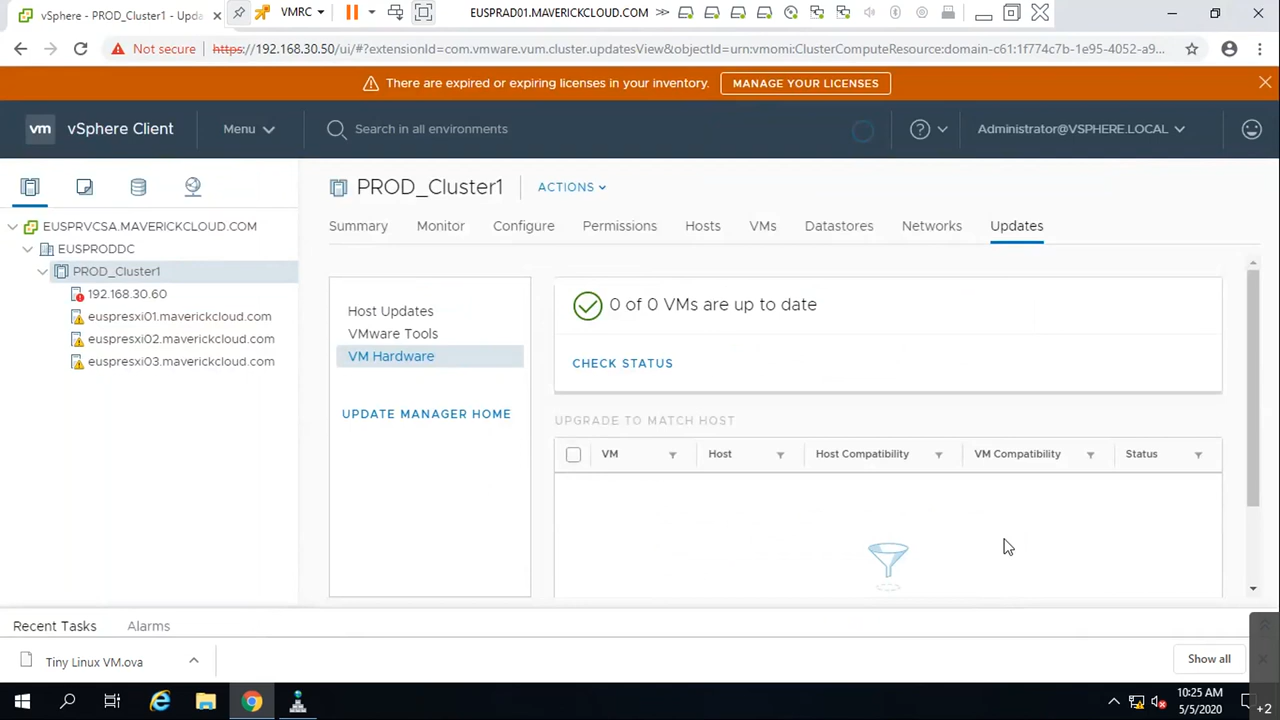 vSphere - PROD_Cluster1 - Upda
VMRC
EUSPRAD01.MAVERICKCLOUD.COM
Not secure
https://192.168.30.50/ui/#?extensionId=com.vmware.vum.cluster.updatesView&objectId=urn:vmomi:ClusterComputeResource:domain-c61:1f774c7b-1e95-4052-a9...
There are expired or expiring licenses in your inventory.
MANAGE YOUR LICENSES
vm
vSphere Client
Menu
Search in all environments
Administrator@VSPHERE.LOCAL
PROD_Cluster1
ACTIONS
Summary
Monitor
Configure
Permissions
Hosts
VMs
Datastores
Networks
Updates
EUSPRVCSA.MAVERICKCLOUD.COM
EUSPRODDC
PROD_Cluster1
192.168.30.60
euspresxi01.maverickcloud.com
euspresxi02.maverickcloud.com
euspresxi03.maverickcloud.com
Host Updates
VMware Tools
VM Hardware
UPDATE MANAGER HOME
0 of 0 VMs are up to date
CHECK STATUS
UPGRADE TO MATCH HOST
VM
Host
Host Compatibility
VM Compatibility
Status
Recent Tasks
Alarms
Tiny Linux VM.ova
Show all
10:25 AM
5/5/2020
+2